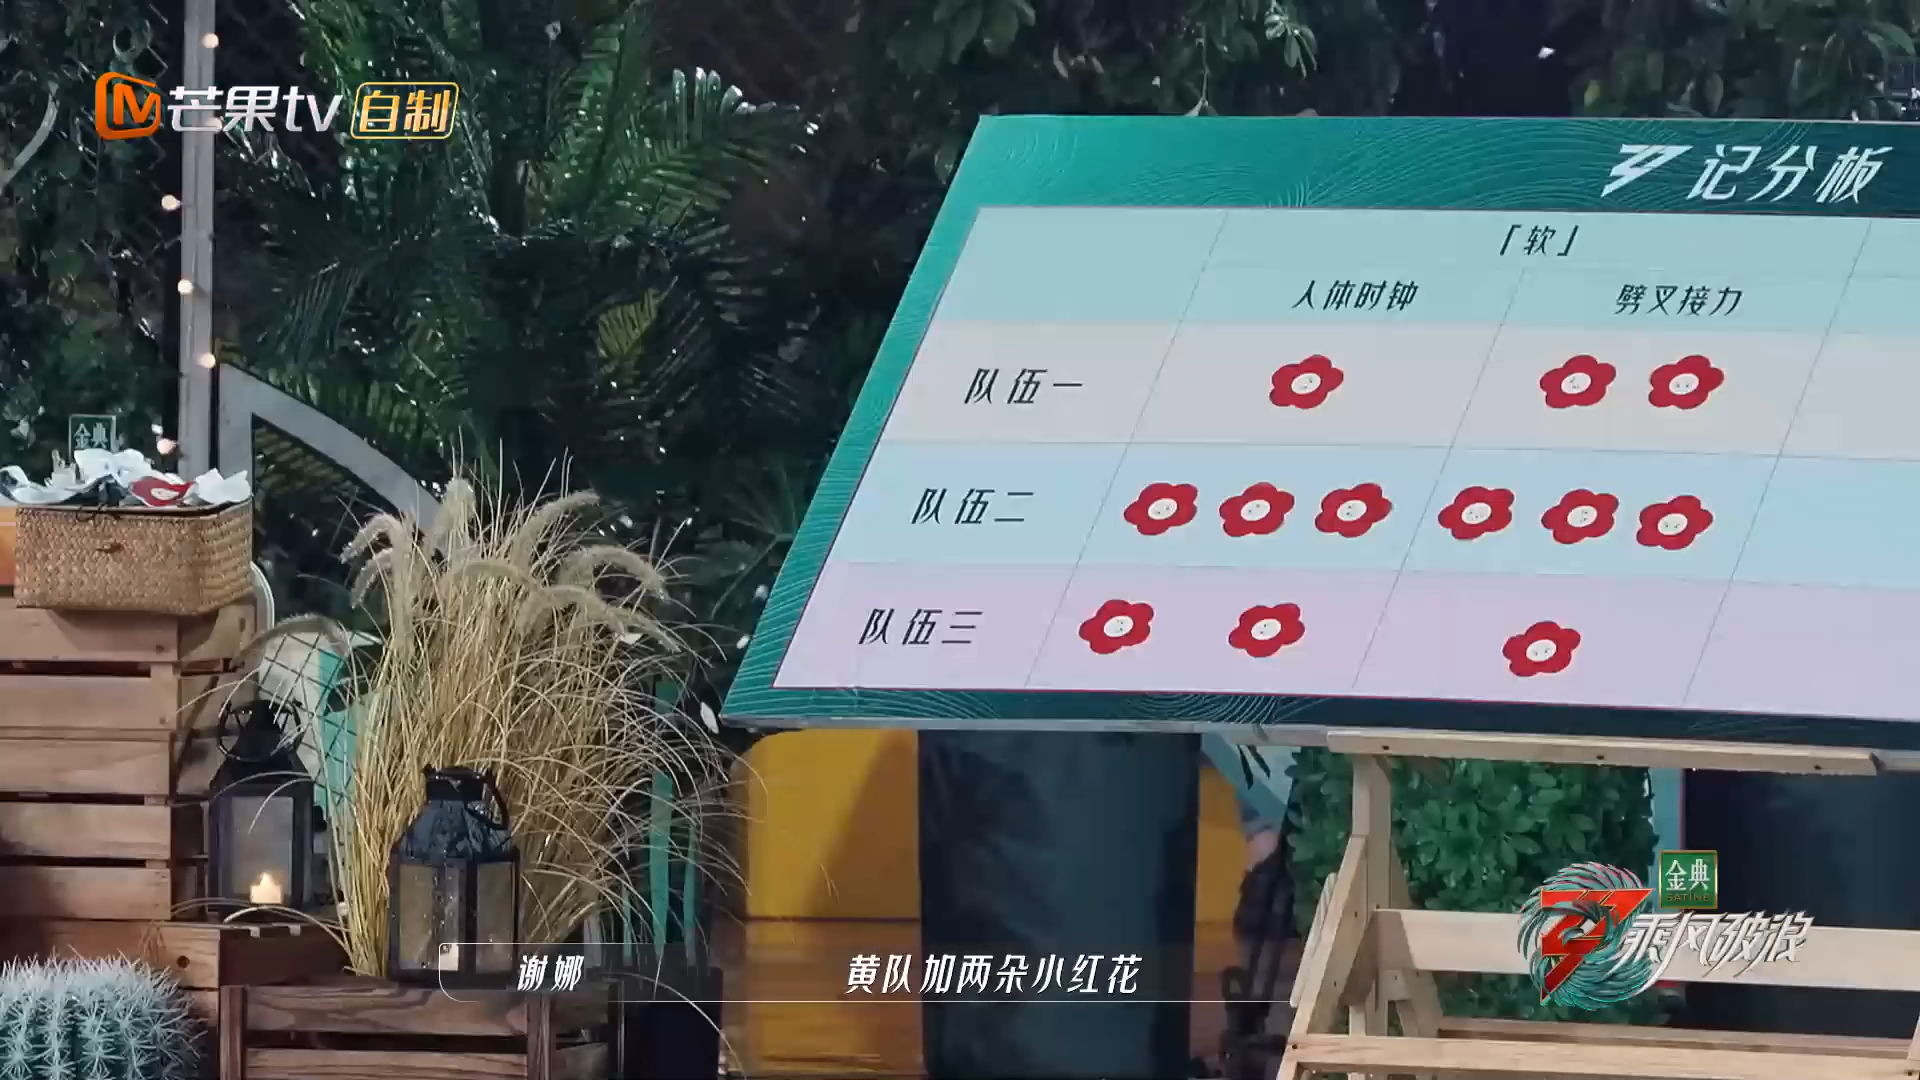 芒果tv 自制
记分板
「软」
人体时钟 劈叉接力
队伍一
队伍二
队伍三
金典
金典
SATINE
乘风破浪
谢娜 黄队加两朵小红花